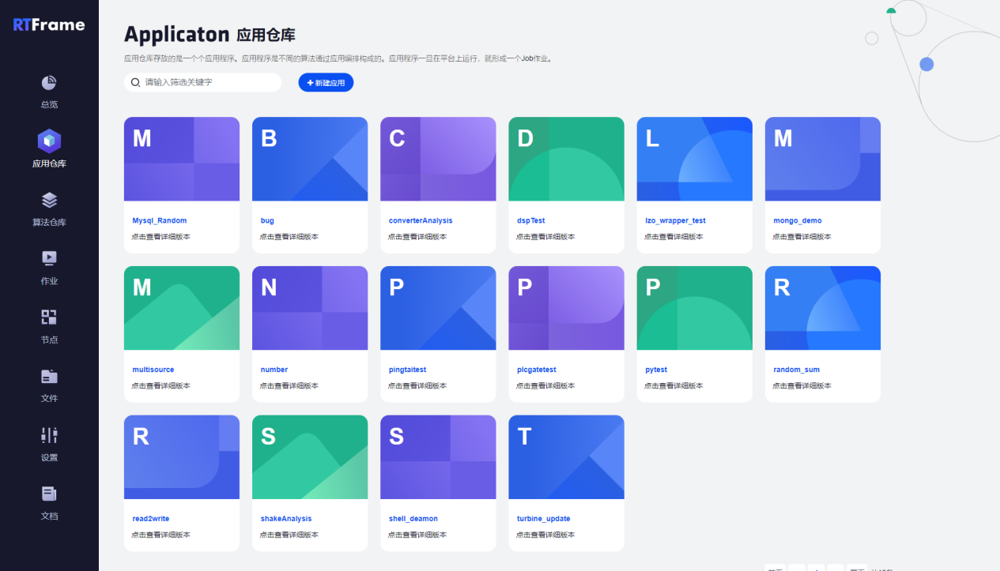 RTFrame
总览
应用仓库
算法仓库
作业
节点
文件
设置
文档
Applicaton 应用仓库
应用仓库存放的是一个个应用程序。应用程序是不同的算法通过应用编排构成的。应用程序一旦在平台上运行，就形成一个Job作业。
请输入筛选关键字
+ 新建应用
M
B
C
D
L
M
Mysql_Random
bug
converterAnalysis
dspTest
lzo_wrapper_test
mongo_demo
点击查看详细版本
点击查看详细版本
点击查看详细版本
点击查看详细版本
点击查看详细版本
点击查看详细版本
M
N
P
P
P
R
multisource
number
pingtaitest
plcgatetest
pytest
random_sum
点击查看详细版本
点击查看详细版本
点击查看详细版本
点击查看详细版本
点击查看详细版本
点击查看详细版本
R
S
S
T
read2write
shakeAnalysis
shell_deamon
turbine_update
点击查看详细版本
点击查看详细版本
点击查看详细版本
点击查看详细版本